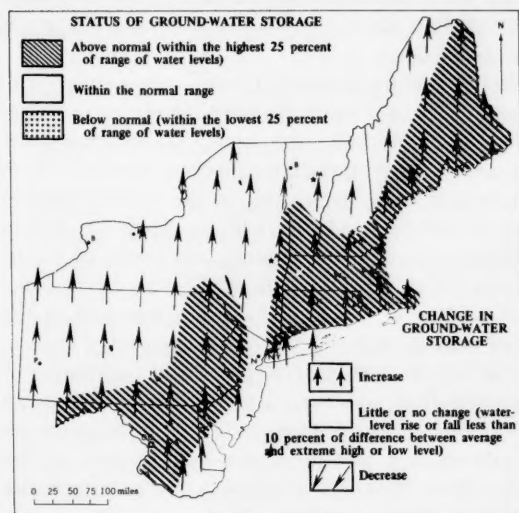 STATUS OF GROUND-WATER STORAGE
Above normal (within the highest 25 percent
of range of water levels)
Within the normal range
Below normal (within the lowest 25 percent
of range of water levels)
N
CHANGE IN
GROUND-WATER
STORAGE
Increase
Little or no change (water-
level rise or fall less than
10 percent of difference between average
and extreme high or low level)
Decrease
0 25 50 75 100 miles